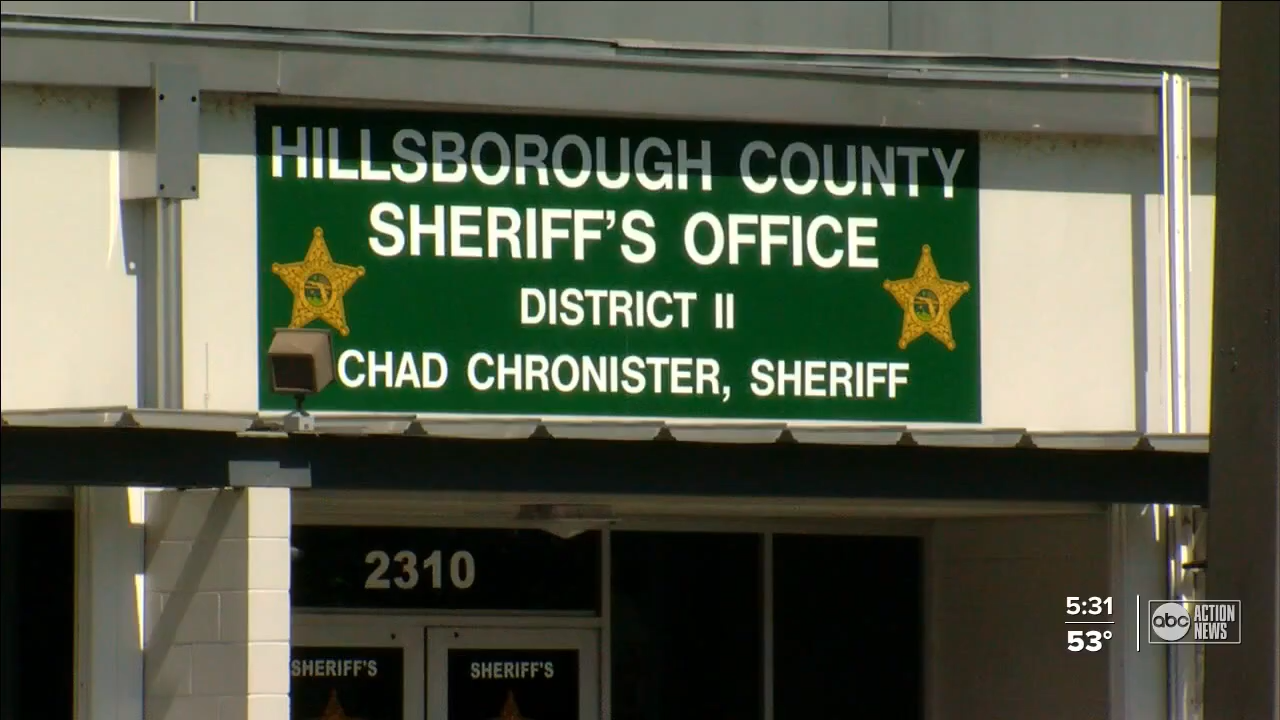 HILLSBOROUGH COUNTY
SHERIFF'S OFFICE
DISTRICT II
CHAD CHRONISTER, SHERIFF
2310
SHERIFF'S SHERIFF'S
5:31
53°
abc ACTION
NEWS